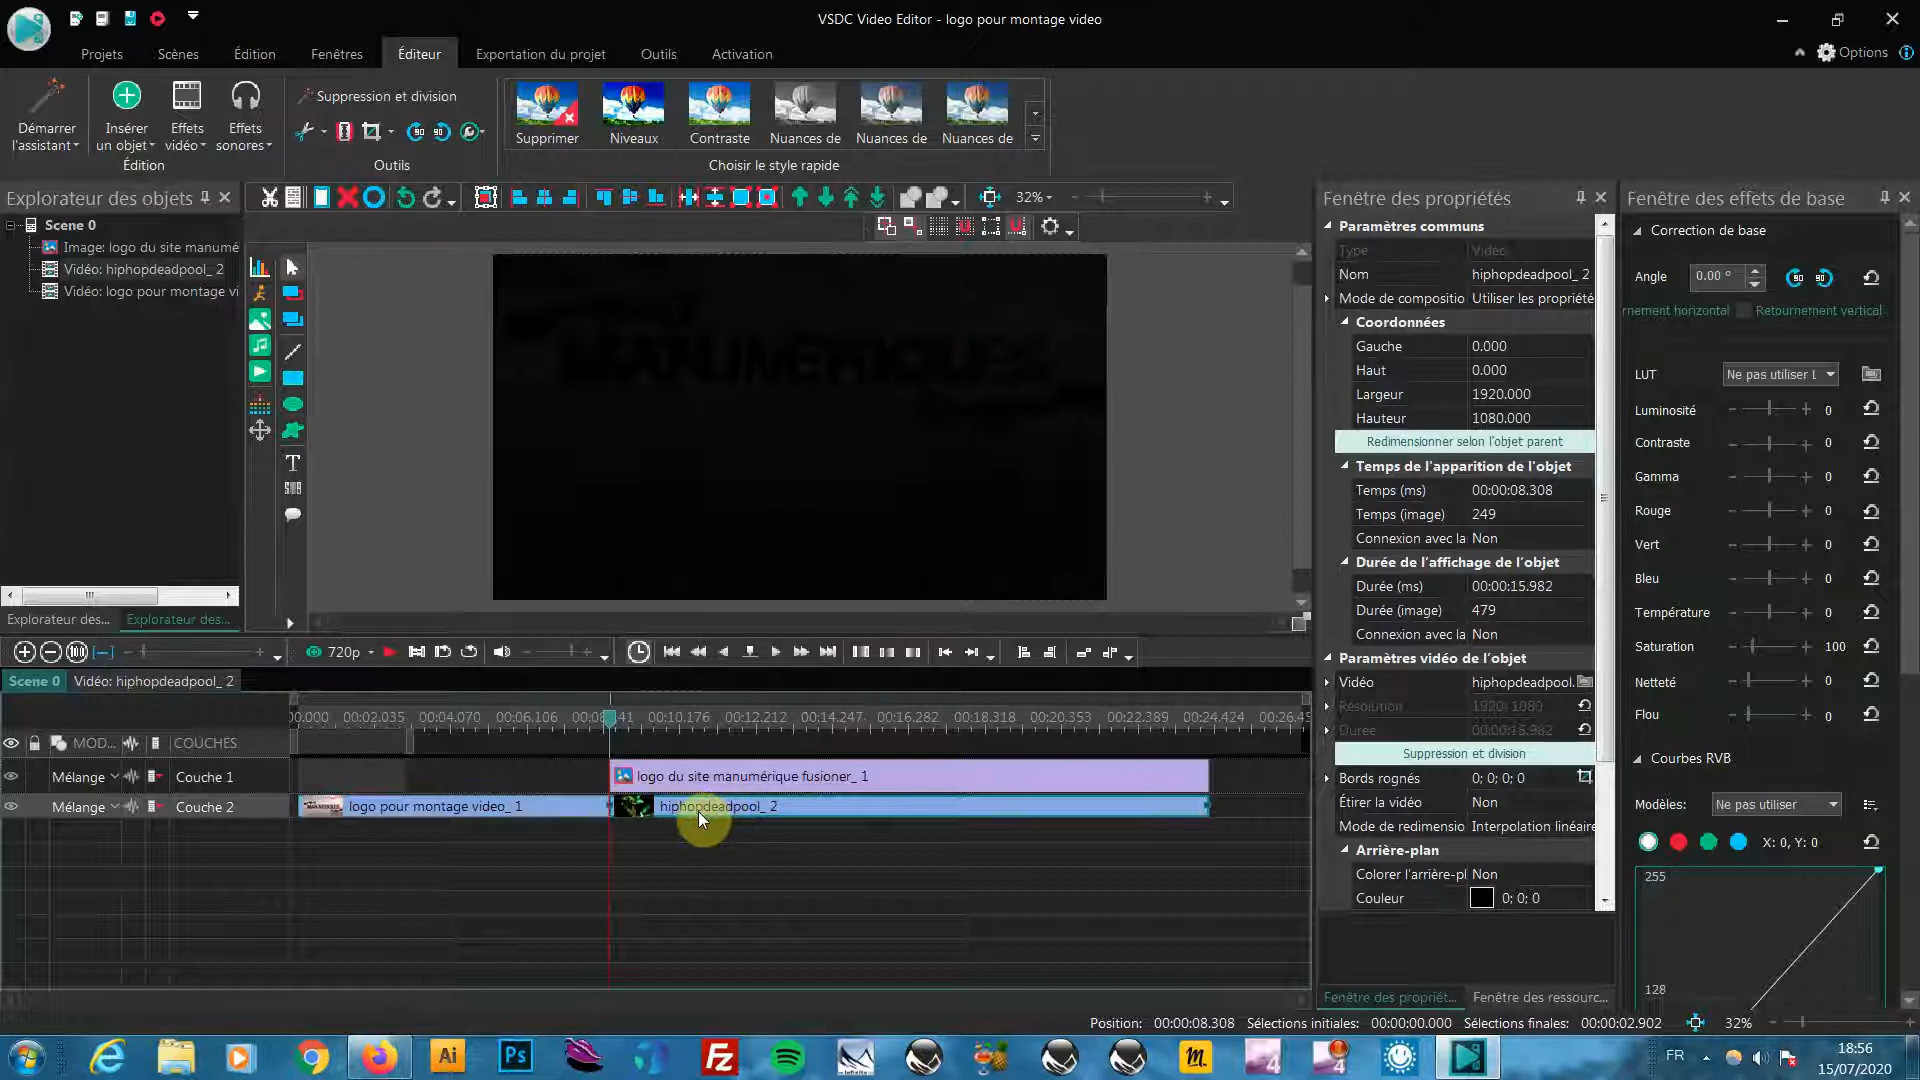 VSDC Video Editor - logo pour montage video
Projets Scènes Édition Fenêtres Éditeur Exportation du projet Outils Activation Options
Suppression et division
Démarrer l'assistant
Insérer un objet
Effets vidéo
Effets sonores
Supprimer Niveaux Contraste Nuances de Nuances de Nuances de
Édition Outils Choisir le style rapide
Explorateur des objets
32%
Scene 0
Image: logo du site manumé
Vidéo: hiphopdeadpool_ 2
Vidéo: logo pour montage vi
Explorateur des... Explorateur des...
720p
Scene 0 Vidéo: hiphopdeadpool_ 2
00.000 00:02.035 00:04.070 00:06.106 00:08.141 00:10.176 00:12.212 00:14.247 00:16.282 00:18.318 00:20.353 00:22.389 00:24.424 00:26.45
MOD... COUCHES
Mélange Couche 1 logo du site manumérique fusioner_ 1
Mélange Couche 2 logo pour montage video_ 1 hiphopdeadpool_ 2
Fenêtre des propriétés
Paramètres communs
Type Vidéo
Nom hiphopdeadpool_ 2
Mode de compositio Utiliser les propriété
Coordonnées
Gauche 0.000
Haut 0.000
Largeur 1920.000
Hauteur 1080.000
Redimensionner selon l'objet parent
Temps de l'apparition de l'objet
Temps (ms) 00:00:08.308
Temps (image) 249
Connexion avec la Non
Durée de l'affichage de l'objet
Durée (ms) 00:00:15.982
Durée (image) 479
Connexion avec la Non
Paramètres vidéo de l'objet
Vidéo hiphopdeadpool.
Résolution 1920; 1080
Durée 00:00:15.982
Suppression et division
Bords rognés 0; 0; 0; 0
Étirer la vidéo Non
Mode de redimensio Interpolation linéaire
Arrière-plan
Colorer l'arrière-pl Non
Couleur 0; 0; 0
Fenêtre des propriét... Fenêtre des ressourc...
Fenêtre des effets de base
Correction de base
Angle 0.00 ° 90 90
rnement horizontal Retournement vertical
LUT Ne pas utiliser L
Luminosité 0
Contraste 0
Gamma 0
Rouge 0
Vert 0
Bleu 0
Température 0
Saturation 100
Netteté 0
Flou 0
Courbes RVB
Modèles: Ne pas utiliser
X: 0, Y: 0
255
128
Position: 00:00:08.308 Sélections initiales: 00:00:00.000 Sélections finales: 00:00:02.902 32%
Ai Ps FZ m 4 4
FR 18:56
15/07/2020